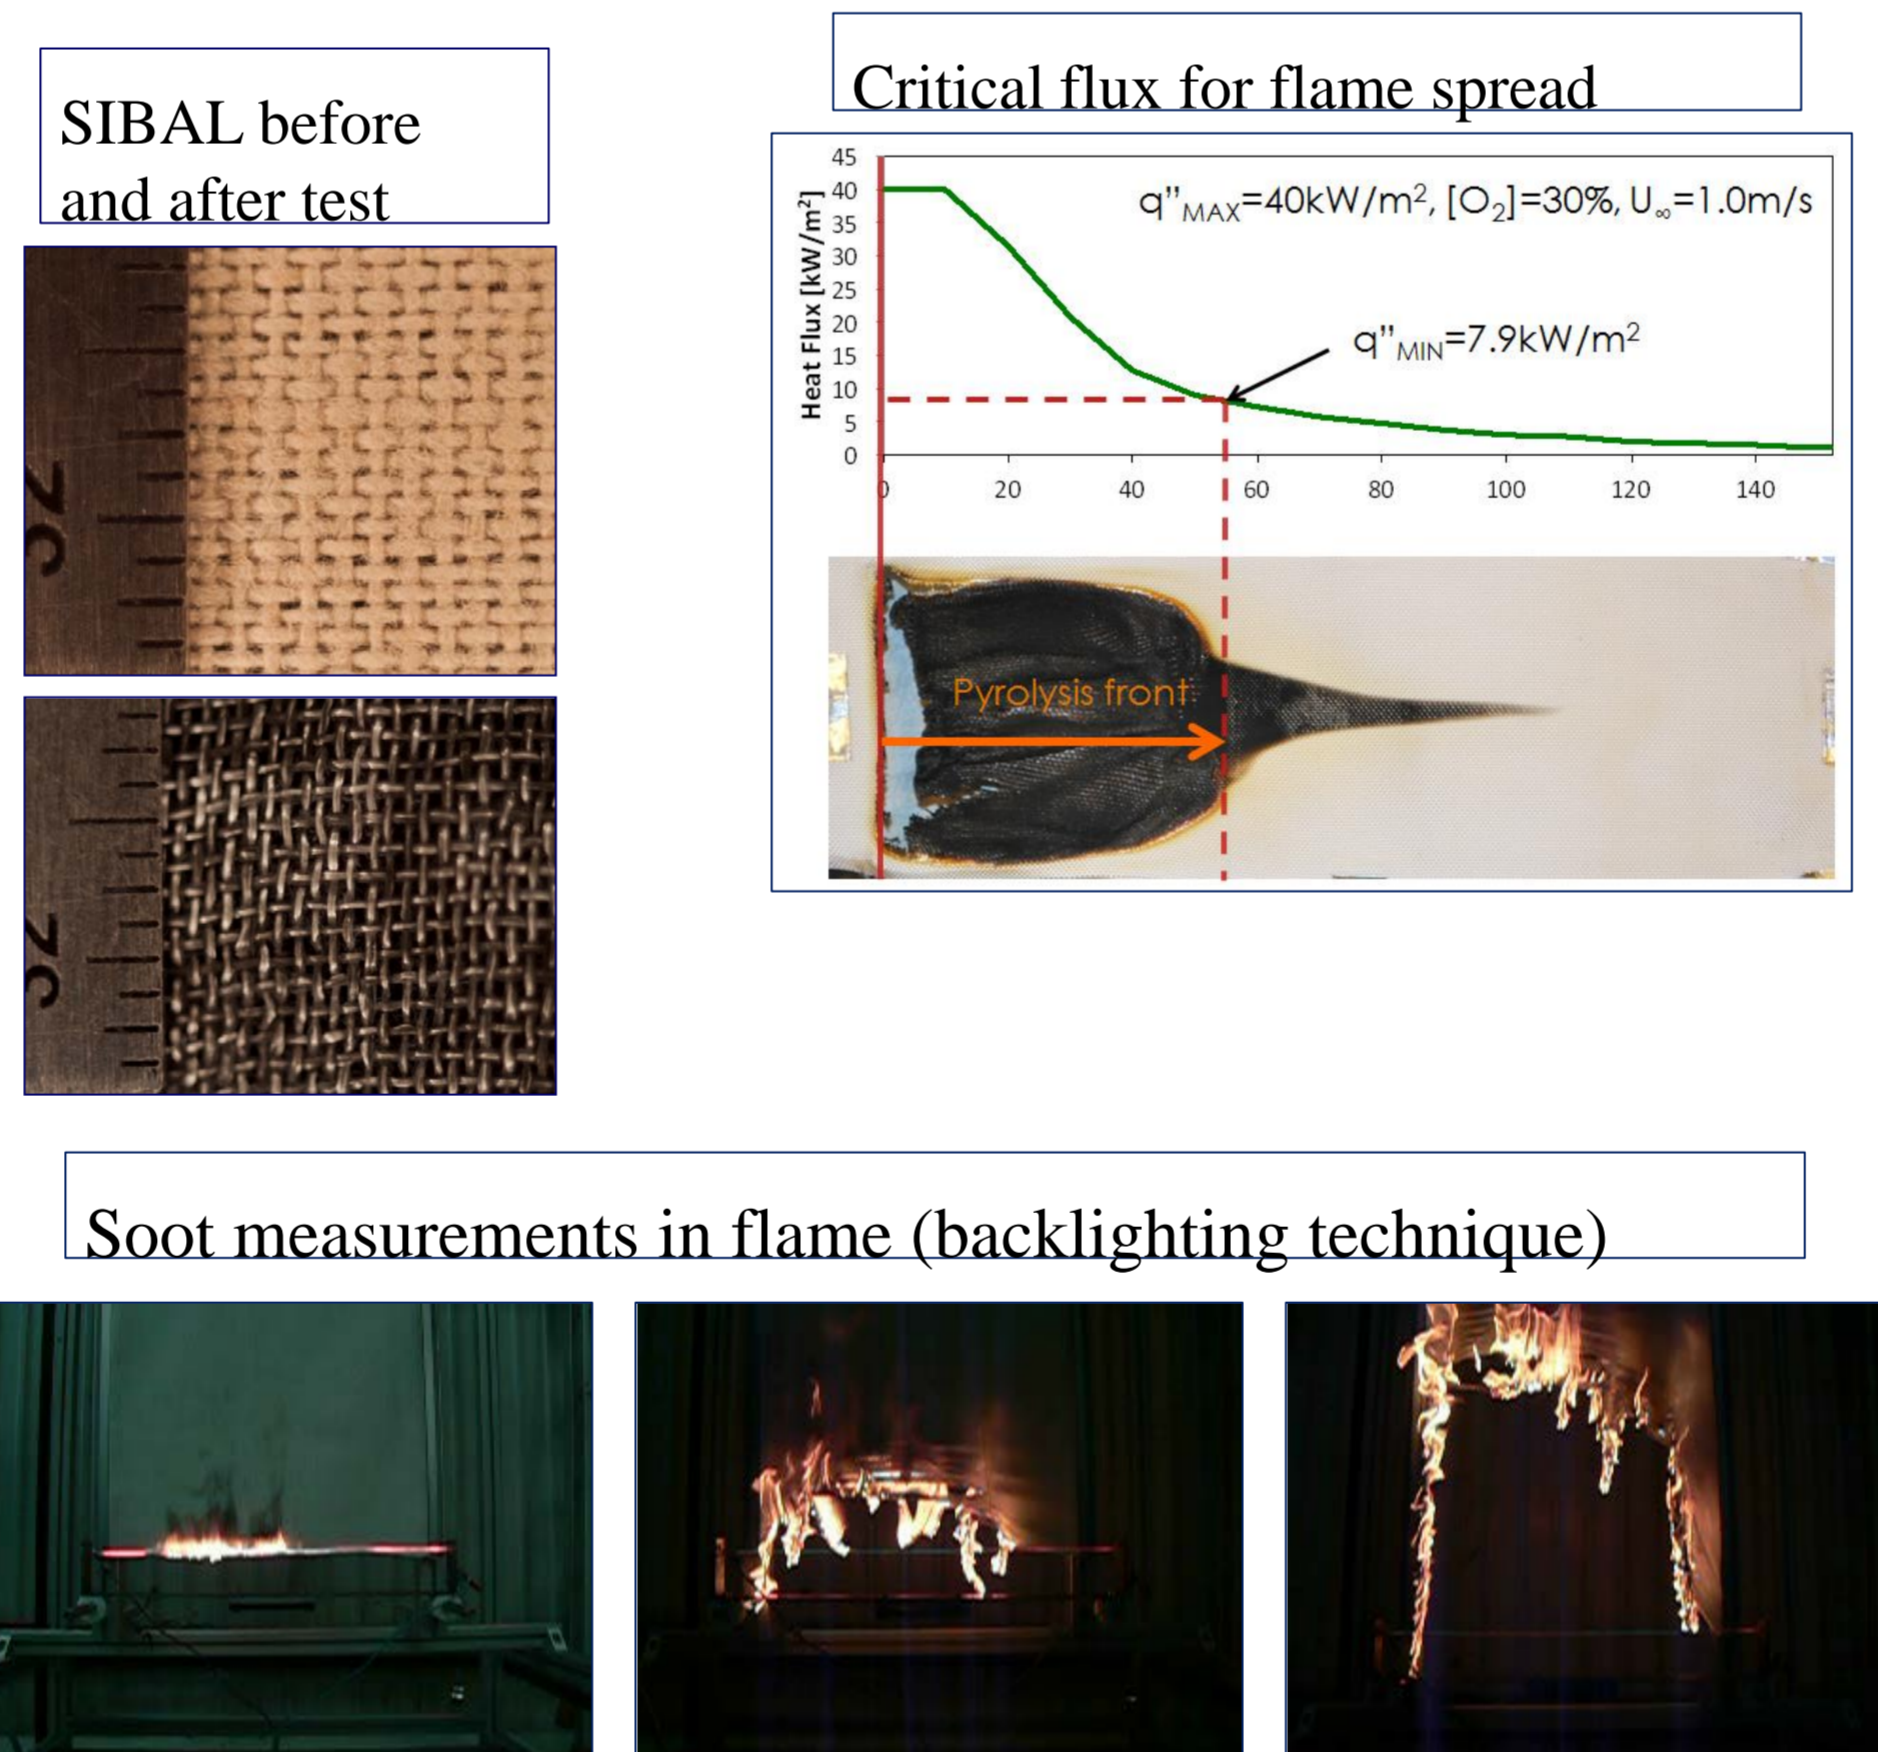 SIBAL before
and after test
Critical flux for flame spread
45
40
35
30
25
20
15
10
5
0
Heat Flux [kW/m²]
q”MAX=40kW/m², [O₂]=30%, U∞=1.0m/s
q”MIN=7.9kW/m²
0 20 40 60 80 100 120 140
Pyrolysis front
32
32
Soot measurements in flame (backlighting technique)